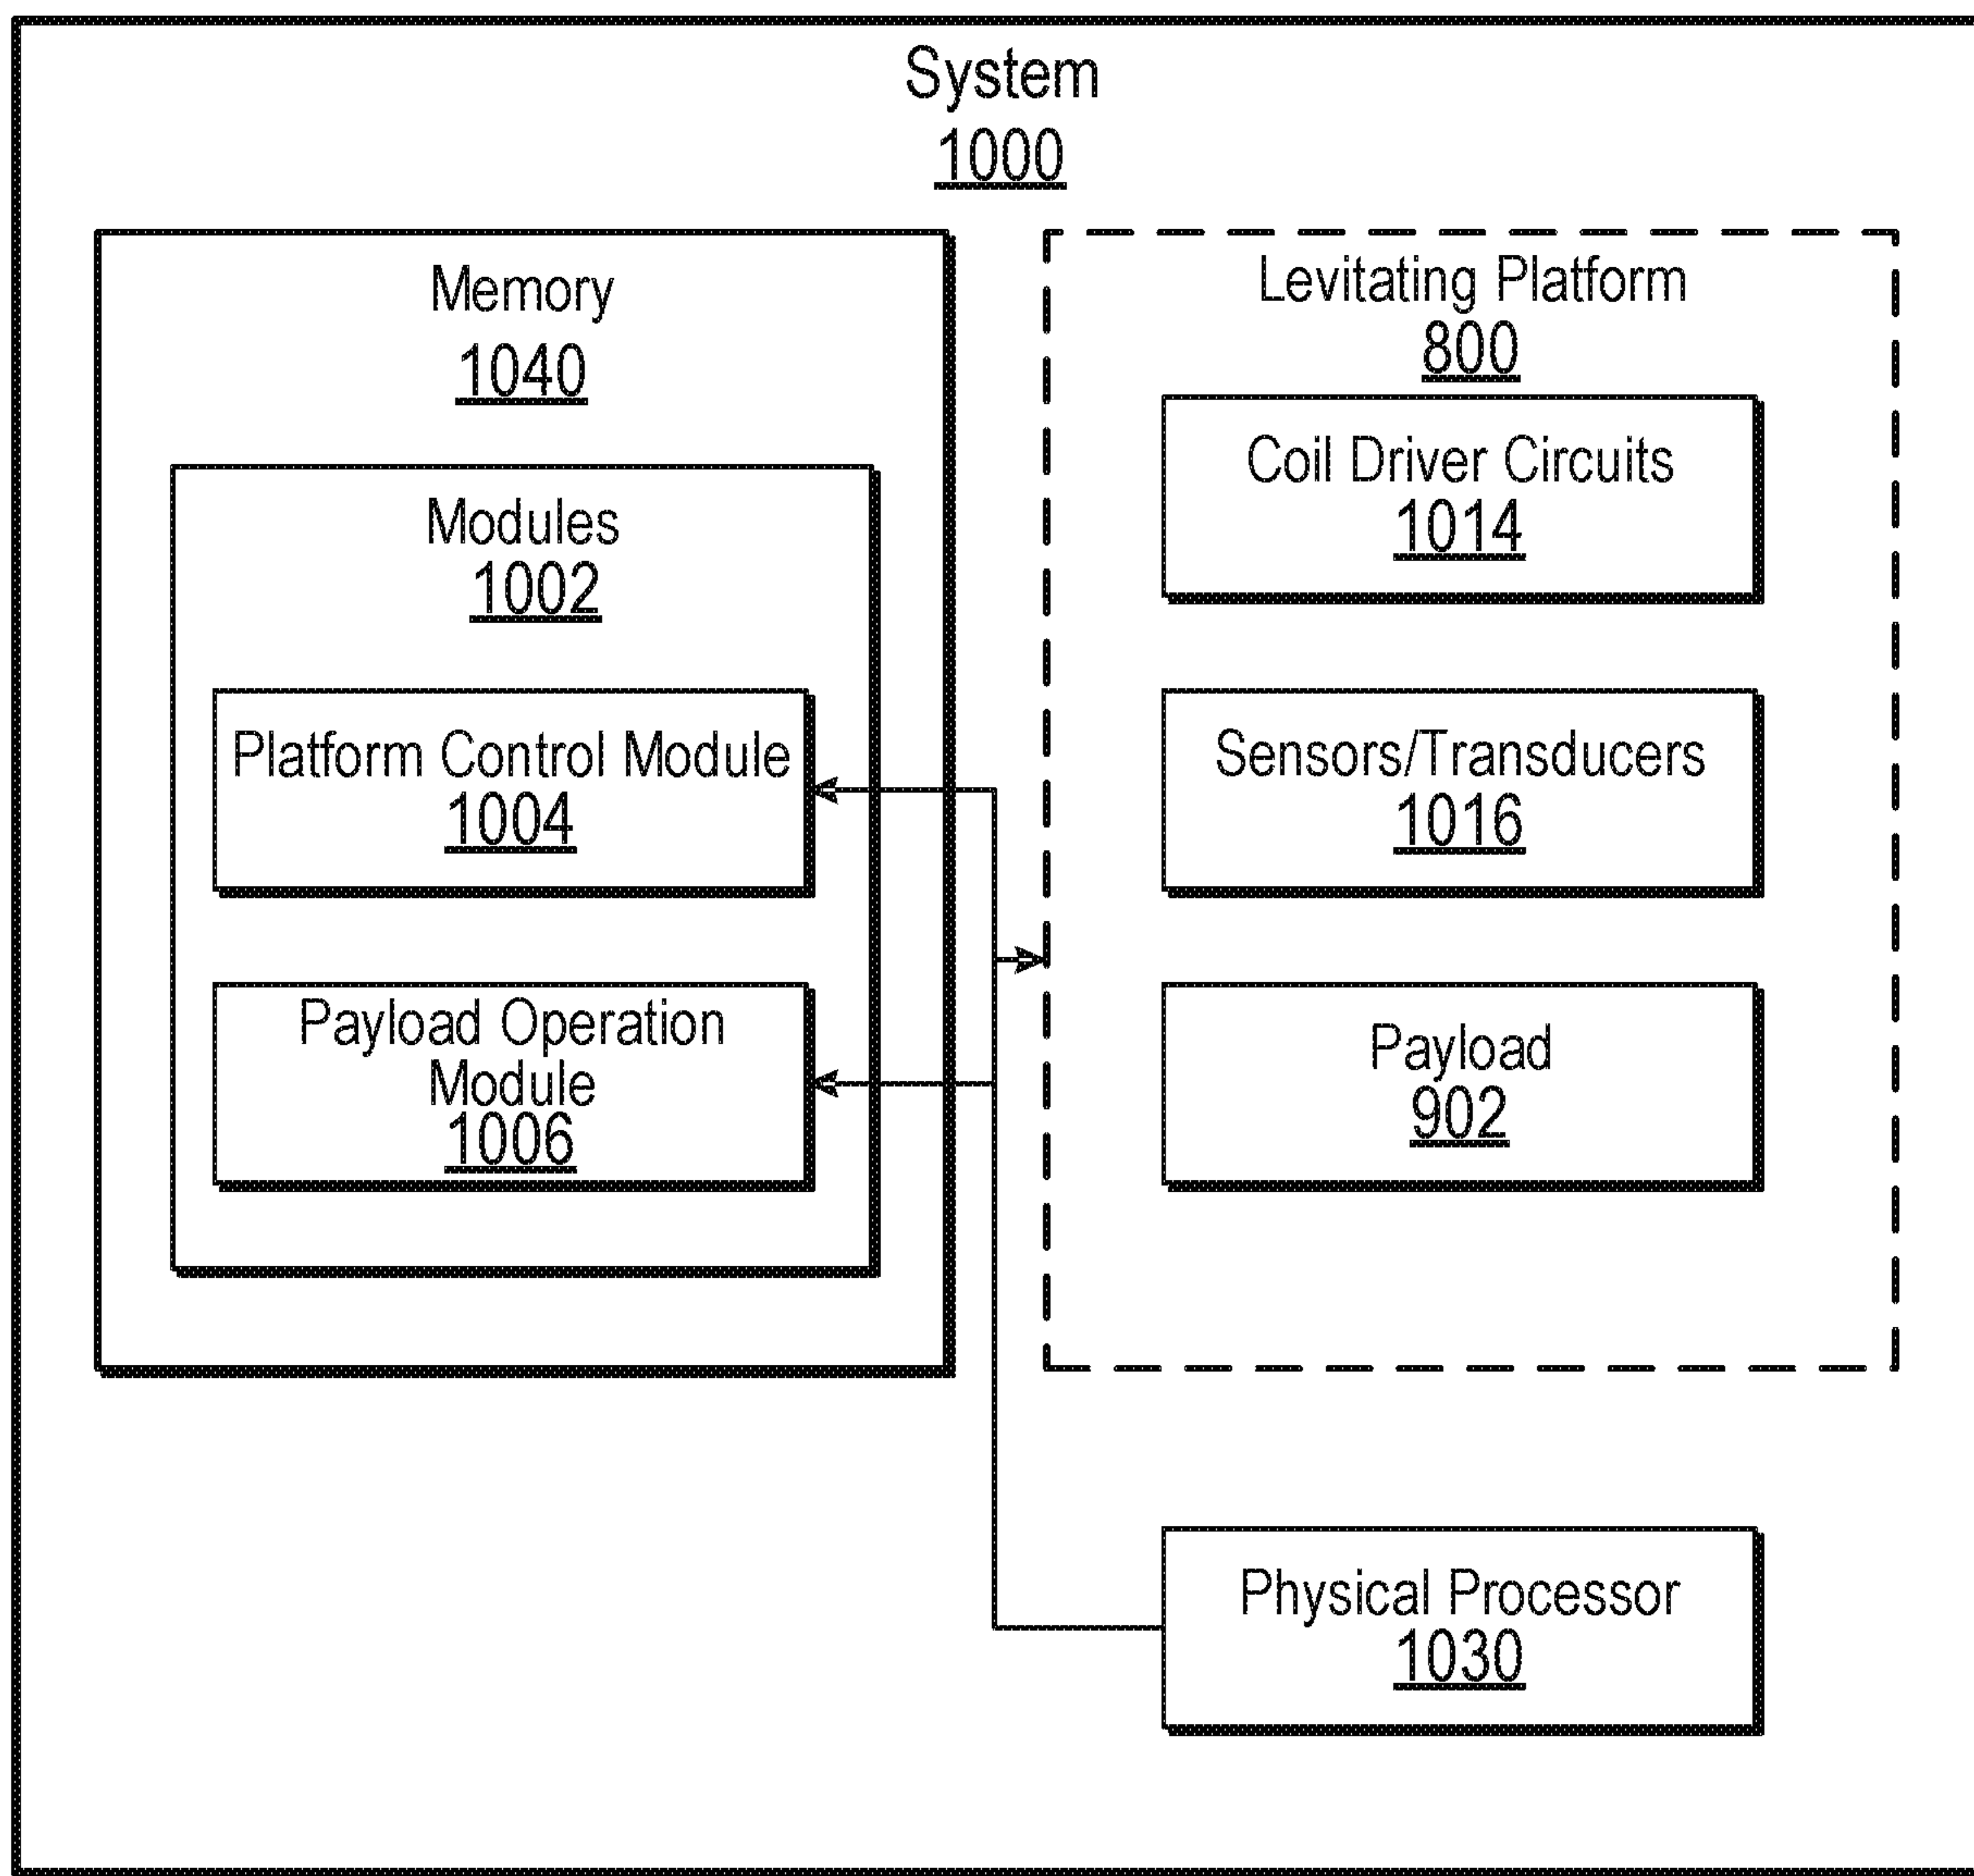 System
1000
Memory
1040
Modules
1002
Platform Control Module
1004
Payload Operation
Module
1006
Levitating Platform
800
Coil Driver Circuits
1014
Sensors/Transducers
1016
Payload
902
Physical Processor
1030